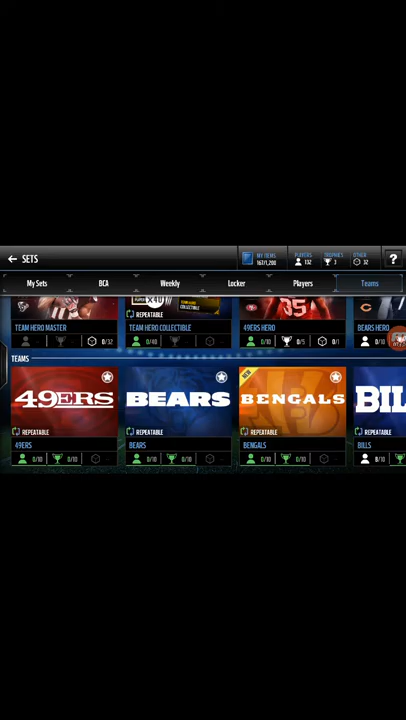 SETS
MY ITEMS
167/1,200
PLAYERS
132
TROPHIES
3
OTHER
32
?
My Sets
BCA
Weekly
Locker
Players
Teams
REPEATABLE
TEAM HERO MASTER
TEAM HERO COLLECTIBLE
49ERS HERO
BEARS HERO
0/32
0/40
0/10
0/5
0/1
0/10
TEAMS
49ERS
BEARS
NEW
BENGALS
BIL
REPEATABLE
REPEATABLE
REPEATABLE
REPEATABLE
49ERS
BEARS
BENGALS
BILLS
0/10
0/10
0/10
0/10
0/10
0/10
8/10